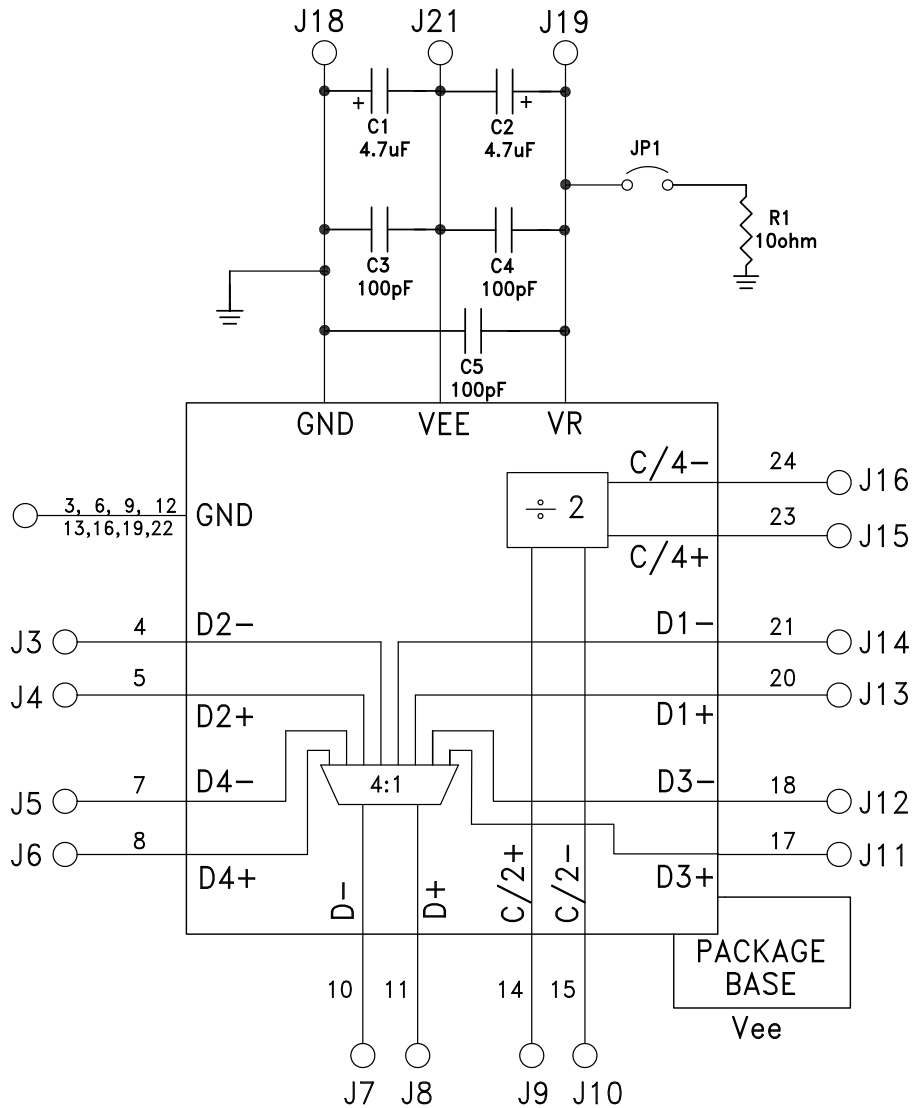 J18 J21 J19
+ +
C1 C2
4.7uF 4.7uF
JP1
R1
10ohm
C3 C4
100pF 100pF
C5
100pF
GND VEE VR
C/4- 24 J16
3, 6, 9, 12 GND
13,16,19,22
÷ 2
23 J15
C/4+
J3 4 D2- D1- 21 J14
J4 5 20 J13
D2+ D1+
J5 7 D4- 4:1 D3- 18 J12
J6 8 17 J11
D4+ D3+
D- D+ C/2+ C/2-
PACKAGE
BASE
10 11 14 15
Vee
J7 J8 J9 J10